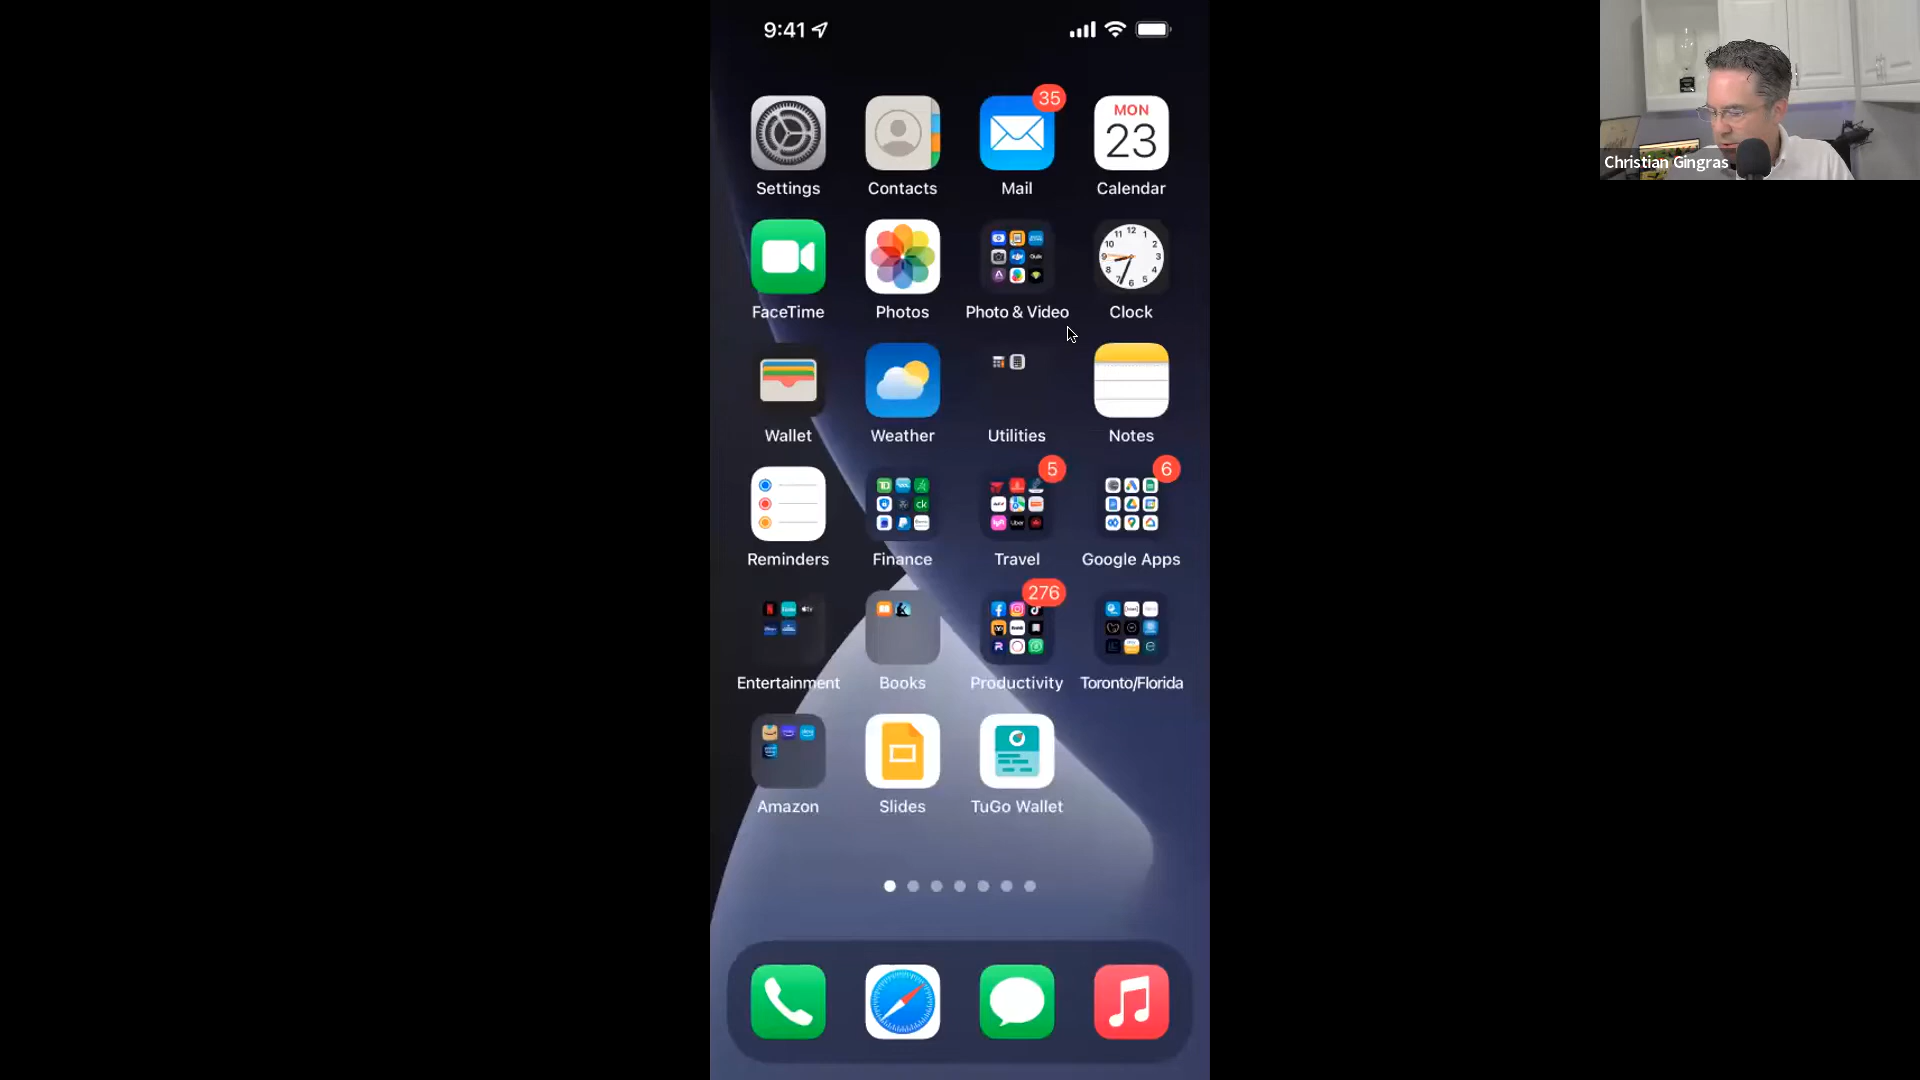 9:41
35
MON
23
Settings
Contacts
Mail
Calendar
FaceTime
Photos
Photo & Video
Clock
Wallet
Weather
Utilities
Notes
5
6
Reminders
Finance
Travel
Google Apps
276
Entertainment
Books
Productivity
Toronto/Florida
Amazon
Slides
TuGo Wallet
Christian Gingras